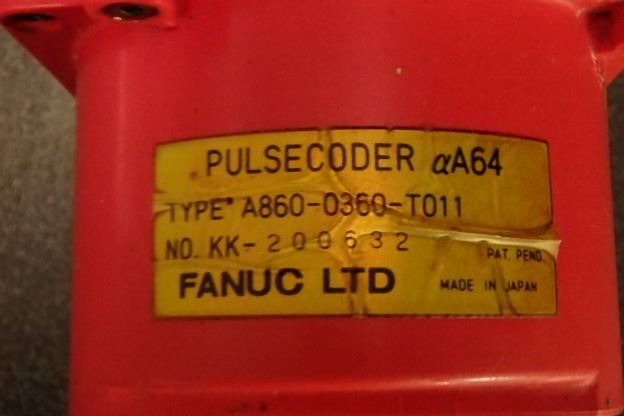 PULSECODER αA64
TYPE A860-0360-T011
NO. KK-200632
PAT. PEND.
FANUC LTD
MADE IN JAPAN